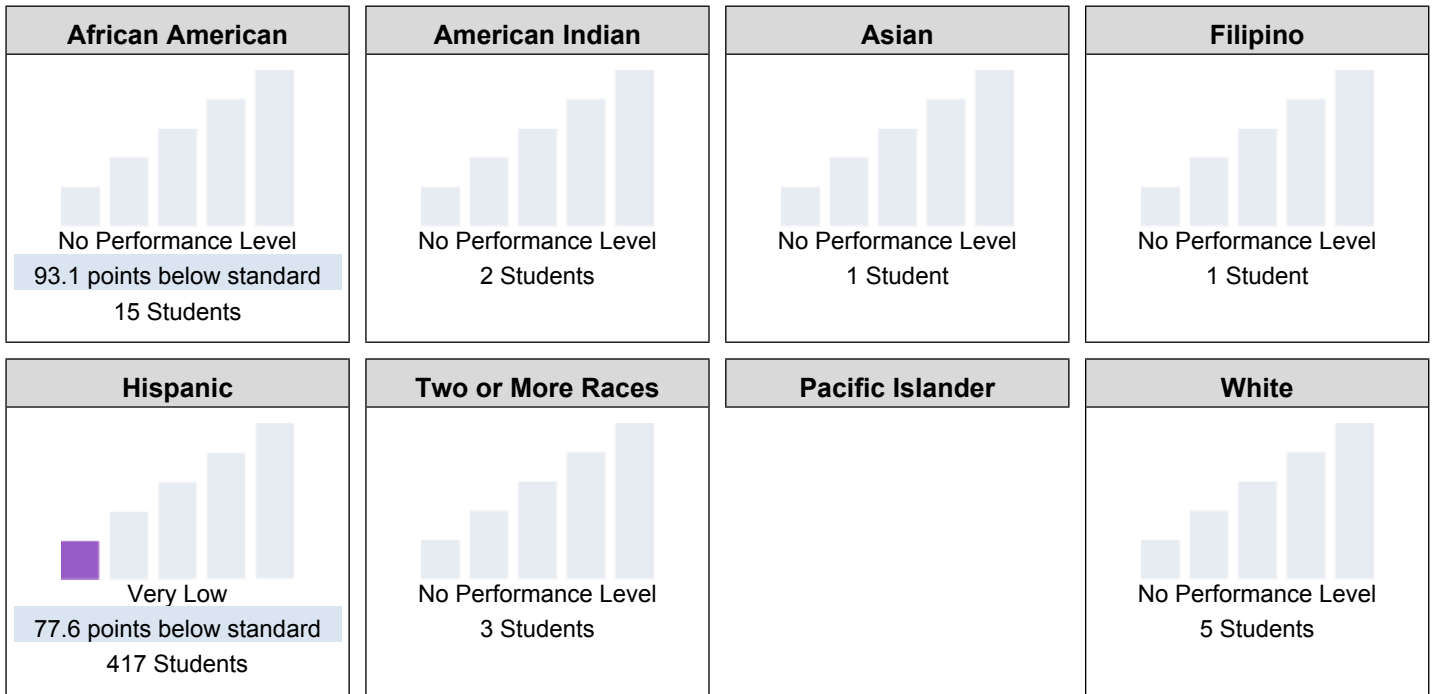 African American
No Performance Level
93.1 points below standard
15 Students
American Indian
No Performance Level
2 Students
Asian
No Performance Level
1 Student
Filipino
No Performance Level
1 Student
Hispanic
Very Low
77.6 points below standard
417 Students
Two or More Races
No Performance Level
3 Students
Pacific Islander
White
No Performance Level
5 Students